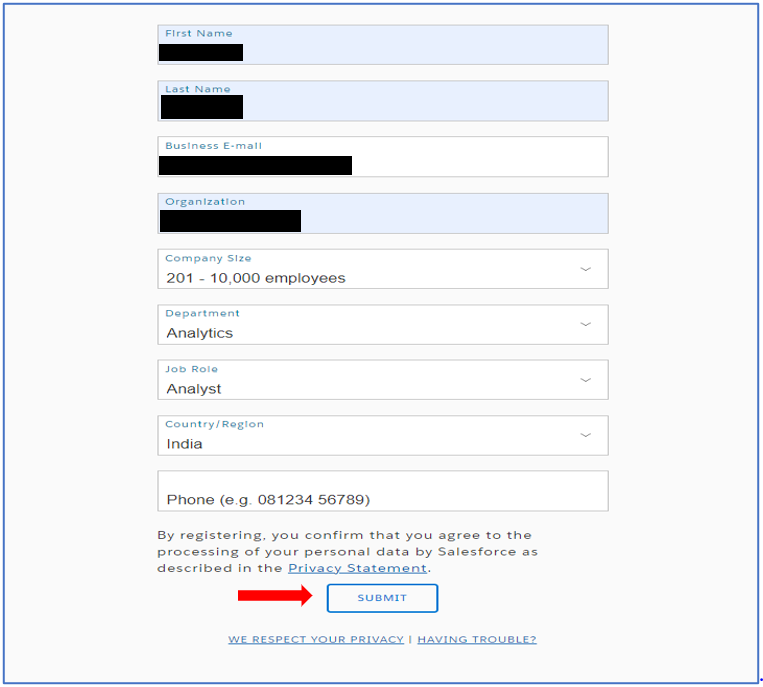 First Name
Last Name
Business E-mail
Organization
Company Size
201 - 10,000 employees
Department
Analytics
Job Role
Analyst
Country/Region
India
Phone (e.g. 081234 56789)
By registering, you confirm that you agree to the
processing of your personal data by Salesforce as
described in the Privacy Statement.
SUBMIT
WE RESPECT YOUR PRIVACY | HAVING TROUBLE?
.